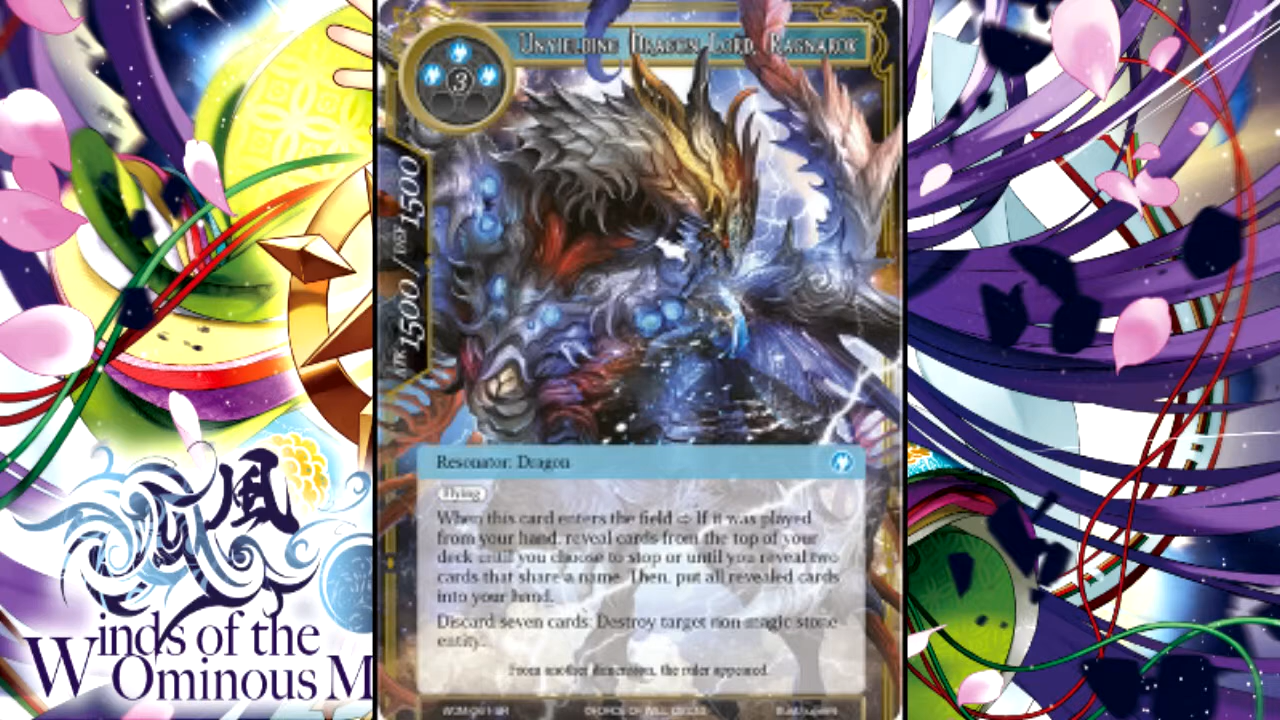 Unyielding Dragon Lord, Ragnarok
3
ATK 1500 / DEF 1500
Resonator: Dragon
Flying
When this card enters the field ⇨ If it was played
from your hand, reveal cards from the top of your
deck until you choose to stop or until you reveal two
cards that share a name. Then, put all revealed cards
into your hand.
Discard seven cards: Destroy target non-magic stone
entity.
From another dimension, the ruler appeared.
風
Winds of the
Ominous M